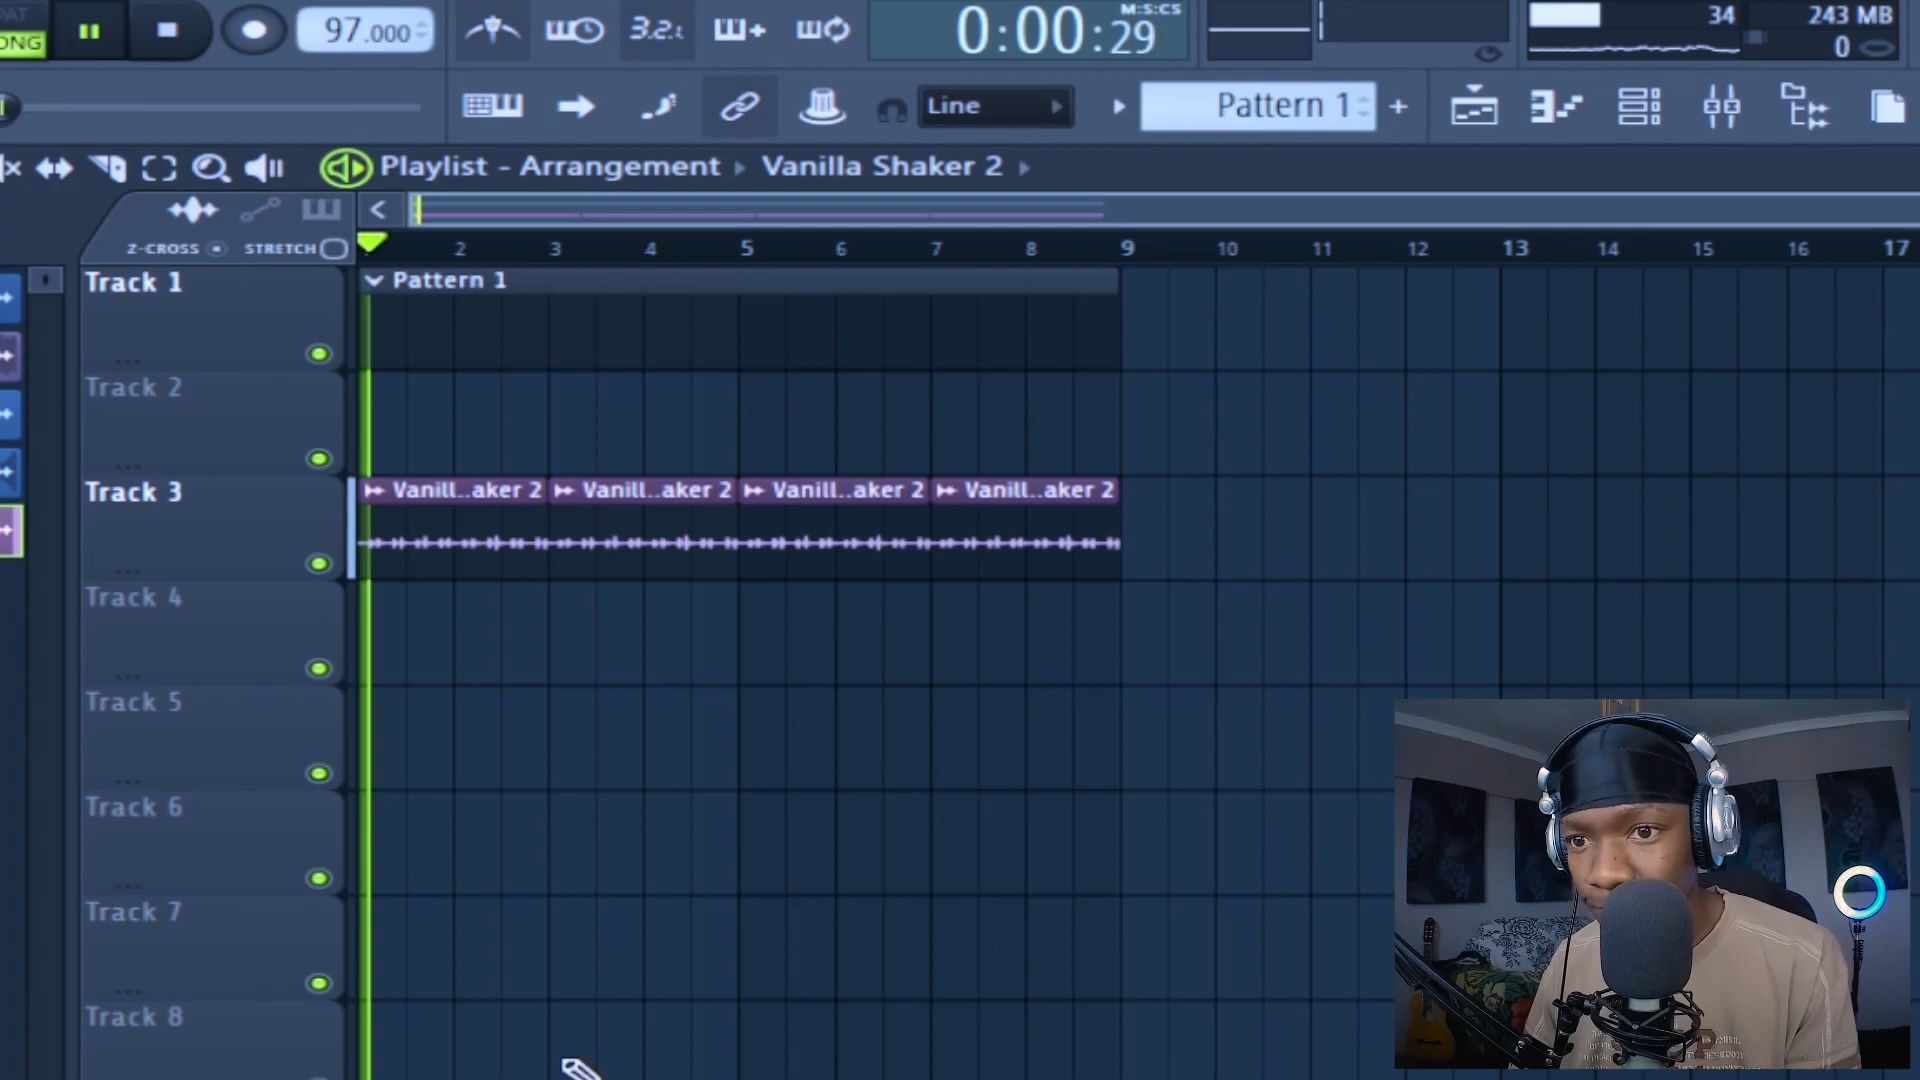 PAT
ONG
97.000
3.2.
0:00:29
M:S:CS
34
243 MB
0
Line
Pattern 1
+
Playlist - Arrangement
Vanilla Shaker 2
Z-CROSS
STRETCH
2 3 4 5 6 7 8 9 10 11 12 13 14 15 16 17
Track 1
Pattern 1
Track 2
Track 3
Vanill..aker 2
Vanill..aker 2
Vanill..aker 2
Vanill..aker 2
Track 4
Track 5
Track 6
Track 7
Track 8